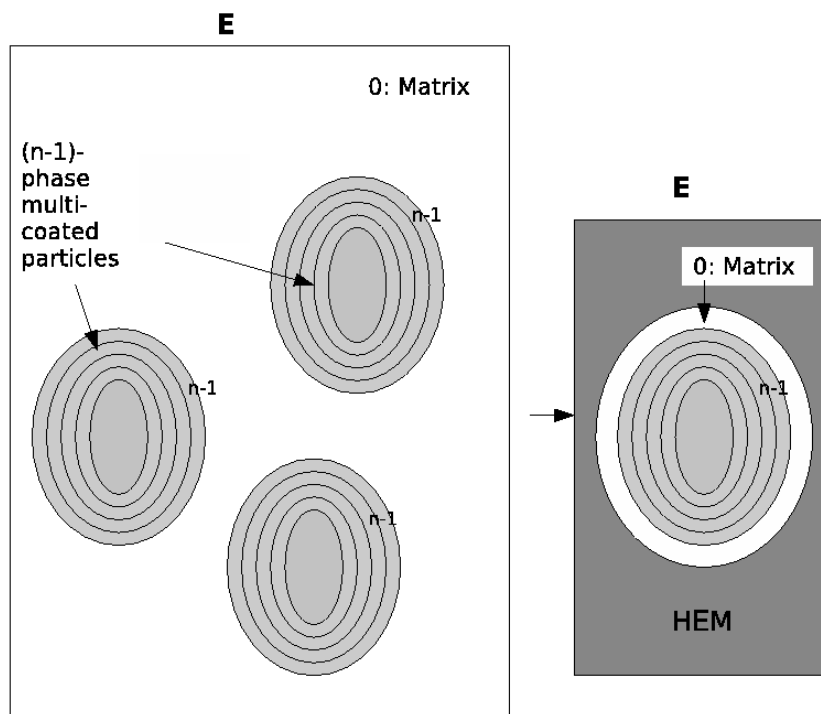 E
0: Matrix
(n-1)-
phase
multi-
coated
particles
n-1
n-1
n-1
E
0: Matrix
n-1
HEM